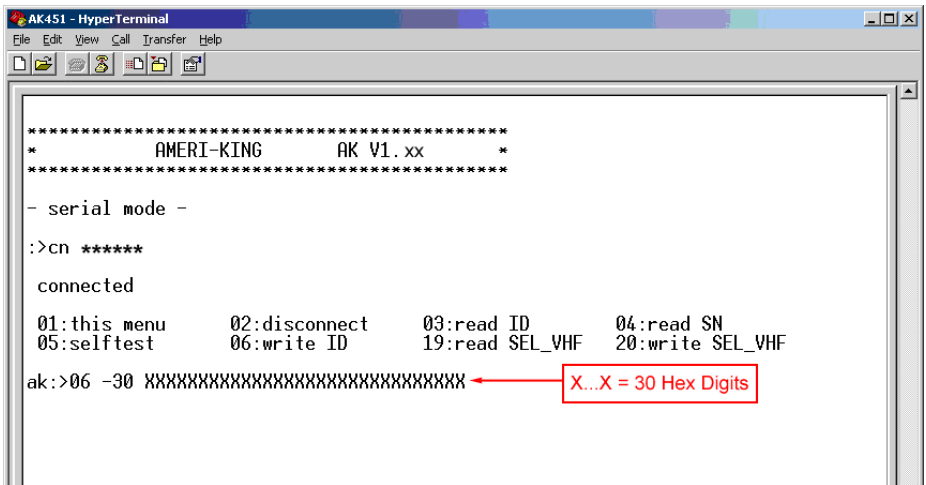 AK451 - HyperTerminal
File Edit View Call Transfer Help
*********************************************
* AMERI-KING AK V1.xx *
*********************************************
- serial mode -
:>cn ******
connected
01:this menu 02:disconnect 03:read ID 04:read SN
05:selftest 06:write ID 19:read SEL_VHF 20:write SEL_VHF
ak:>06 -30 XXXXXXXXXXXXXXXXXXXXXXXXXXXXXX
X...X = 30 Hex Digits